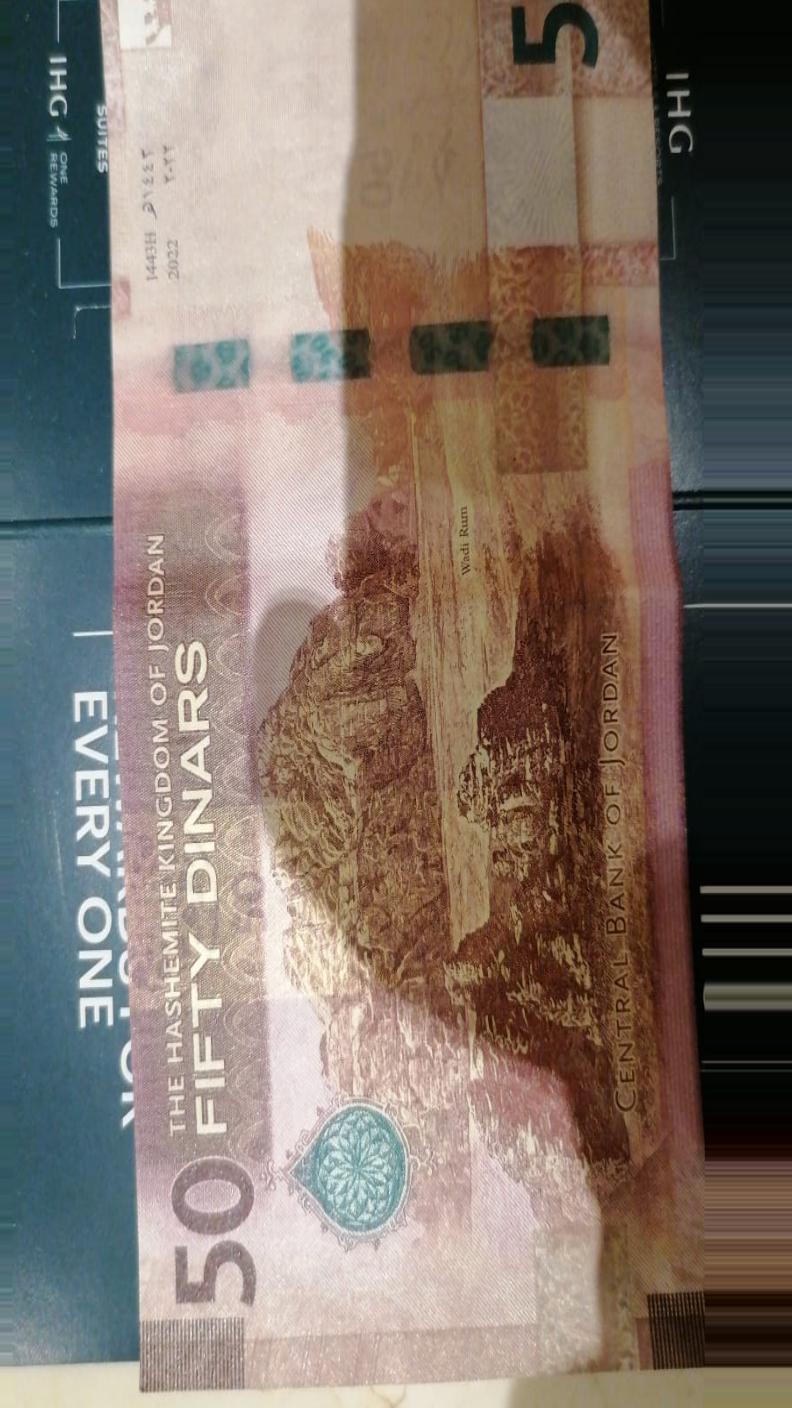 50
THE HASHEMITE KINGDOM OF JORDAN
FIFTY DINARS
1443H
١٤٤٣هـ
2022
٢٠٢٢
Wadi Rum
CENTRAL BANK OF JORDAN
5
IHG
ONE
REWARDS
SUITES
EVERY ONE
IHG